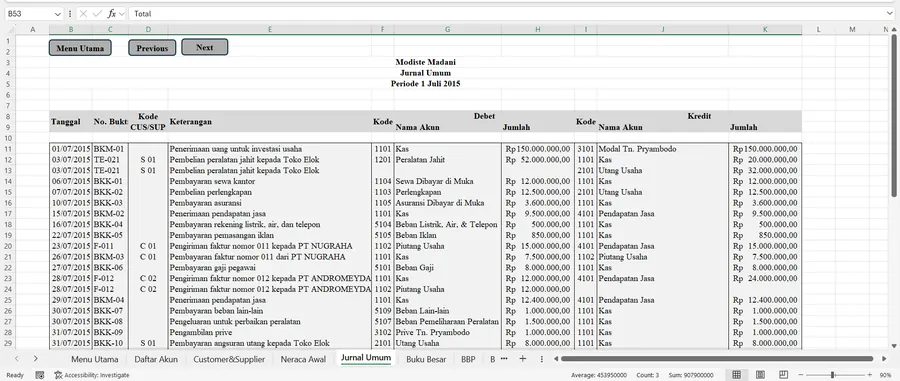 B53 fx Total
A B C D E F G H I J K L M N
Menu Utama Previous Next
Modiste Madani
Jurnal Umum
Periode 1 Juli 2015
Tanggal No. Bukt Kode CUS/SUP Keterangan Kode Debet Nama Akun Jumlah Kode Kredit Nama Akun Jumlah
11 01/07/2015 BKM-01 Penerimaan uang untuk investasi usaha 1101 Kas Rp150.000.000,00 3101 Modal Tn. Pryambodo Rp150.000.000,00
12 03/07/2015 TE-021 S 01 Pembelian peralatan jahit kepada Toko Elok 1201 Peralatan Jahit Rp 52.000.000,00 1101 Kas Rp 20.000.000,00
13 03/07/2015 TE-021 S 01 Pembelian peralatan jahit kepada Toko Elok 2101 Utang Usaha Rp 32.000.000,00
14 06/07/2015 BKK-01 Pembayaran sewa kantor 1104 Sewa Dibayar di Muka Rp 12.000.000,00 1101 Kas Rp 12.000.000,00
15 07/07/2015 BKK-02 Pembelian perlengkapan 1103 Perlengkapan Rp 12.500.000,00 2101 Utang Usaha Rp 12.500.000,00
16 10/07/2015 BKK-03 Pembayaran asuransi 1105 Asuransi Dibayar di Muka Rp 3.600.000,00 1101 Kas Rp 3.600.000,00
17 15/07/2015 BKM-02 Penerimaan pendapatan jasa 1101 Kas Rp 9.500.000,00 4101 Pendapatan Jasa Rp 9.500.000,00
18 16/07/2015 BKK-04 Pembayaran rekening listrik, air, dan telepon 5104 Beban Listrik, Air, & Telepon Rp 500.000,00 1101 Kas Rp 500.000,00
19 22/07/2015 BKK-05 Pembayaran pemasangan iklan 5105 Beban Iklan Rp 850.000,00 1101 Kas Rp 850.000,00
20 23/07/2015 F-011 C 01 Pengiriman faktur nomor 011 kepada PT NUGRAHA 1102 Piutang Usaha Rp 15.000.000,00 4101 Pendapatan Jasa Rp 15.000.000,00
21 26/07/2015 BKM-03 C 01 Pembayaran faktur nomor 011 dari PT NUGRAHA 1101 Kas Rp 7.500.000,00 1102 Piutang Usaha Rp 7.500.000,00
22 27/07/2015 BKK-06 Pembayaran gaji pegawai 5101 Beban Gaji Rp 8.000.000,00 1101 Kas Rp 8.000.000,00
23 28/07/2015 F-012 C 02 Pengiriman faktur nomor 012 kepada PT ANDROMEYDA 1101 Kas Rp 12.000.000,00 4101 Pendapatan Jasa Rp 24.000.000,00
24 28/07/2015 F-012 C 02 Pengiriman faktur nomor 012 kepada PT ANDROMEYDA 1102 Piutang Usaha Rp 12.000.000,00
25 29/07/2015 BKM-04 Penerimaan pendapatan jasa 1101 Kas Rp 12.400.000,00 4101 Pendapatan Jasa Rp 12.400.000,00
26 30/07/2015 BKK-07 Pembayaran beban lain-lain 5109 Beban Lain-lain Rp 1.000.000,00 1101 Kas Rp 1.000.000,00
27 30/07/2015 BKK-08 Pengeluaran untuk perbaikan peralatan 5107 Beban Pemeliharaan Peralatan Rp 1.500.000,00 1101 Kas Rp 1.500.000,00
28 31/07/2015 BKK-09 Pengambilan prive 3102 Prive Tn. Pryambodo Rp 1.000.000,00 1101 Kas Rp 1.000.000,00
29 31/07/2015 BKK-10 S 01 Pembayaran angsuran utang kepada Toko Elok 2101 Utang Usaha Rp 8.000.000,00 1101 Kas Rp 8.000.000,00
Menu Utama Daftar Akun Customer&Supplier Neraca Awal Jurnal Umum Buku Besar BBP B ...
Ready Accessibility: Investigate Average: 453950000 Count: 3 Sum: 907900000 90%